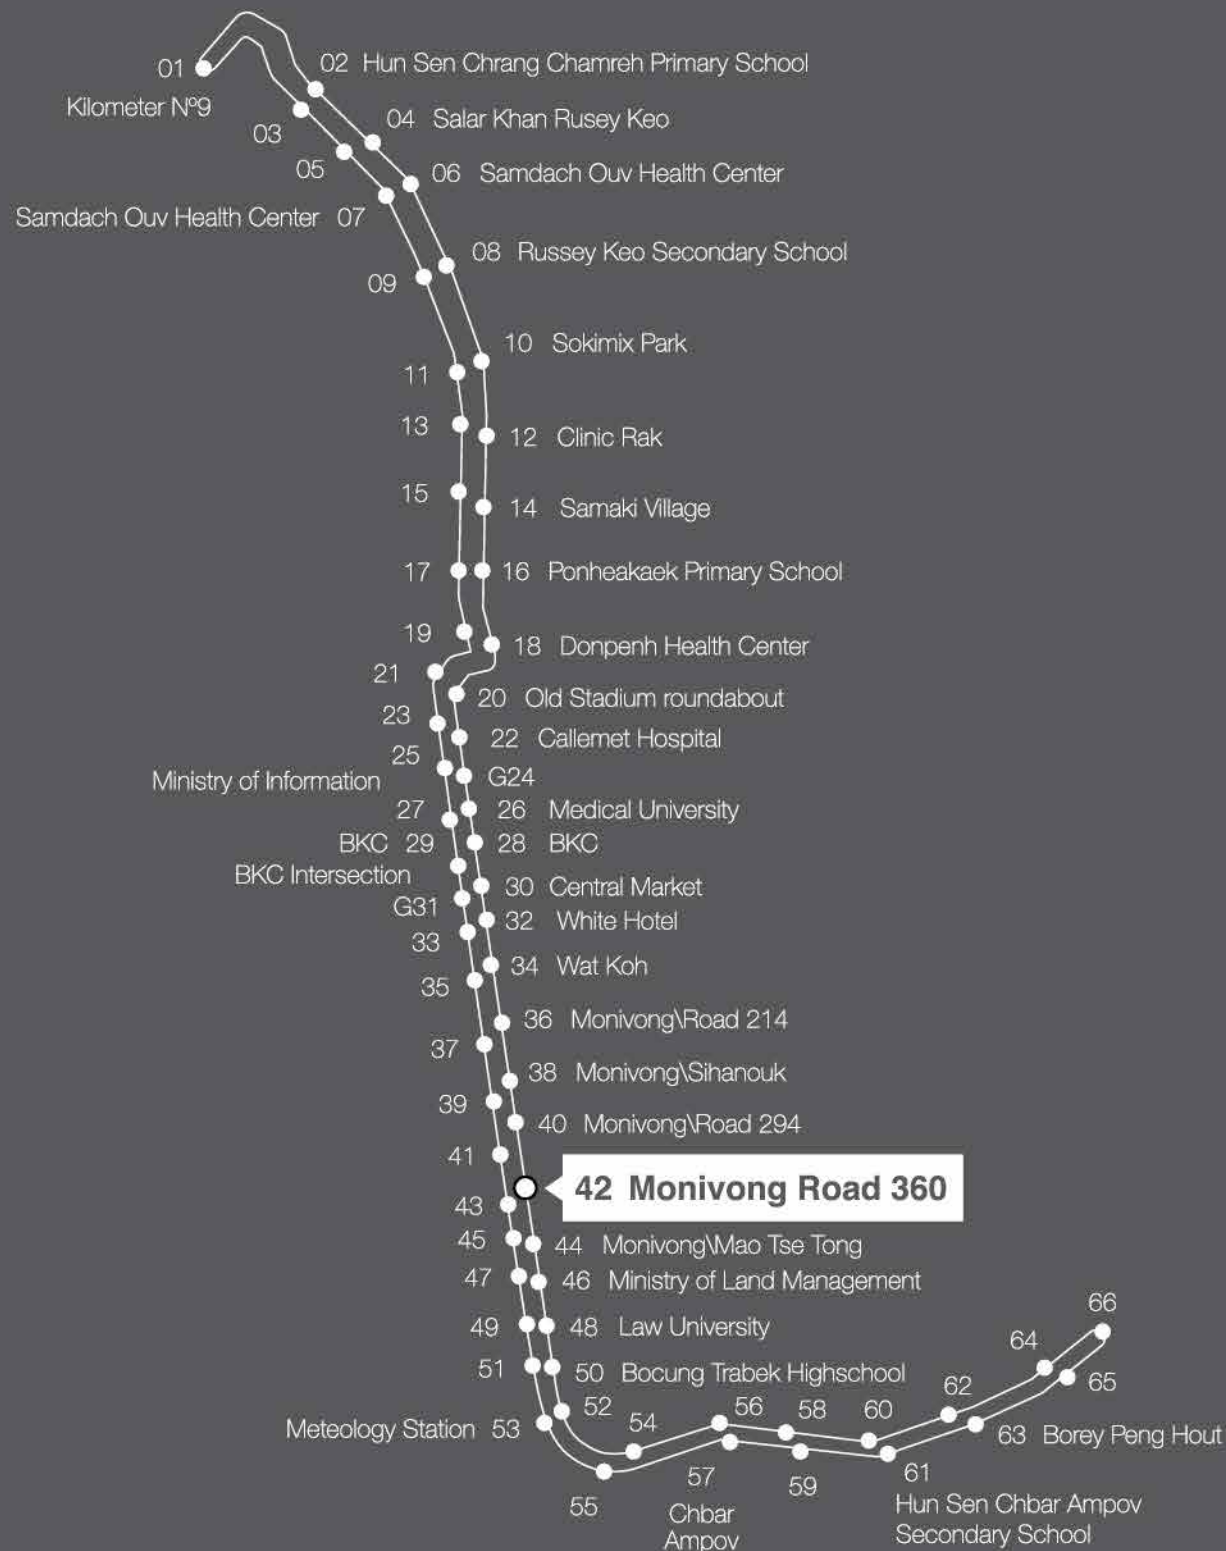 01
Kilometer Nº9
02 Hun Sen Chrang Chamreh Primary School
03
04 Salar Khan Rusey Keo
05
06 Samdach Ouv Health Center
Samdach Ouv Health Center 07
08 Russey Keo Secondary School
09
10 Sokimix Park
11
13
12 Clinic Rak
15
14 Samaki Village
17
16 Ponheakaek Primary School
19
18 Donpenh Health Center
21
20 Old Stadium roundabout
23
22 Callemet Hospital
25
Ministry of Information
G24
27
26 Medical University
BKC 29
28 BKC
BKC Intersection
30 Central Market
G31
32 White Hotel
33
34 Wat Koh
35
36 Monivong\Road 214
37
38 Monivong\Sihanouk
39
40 Monivong\Road 294
41
42 Monivong Road 360
43
45
44 Monivong\Mao Tse Tong
47
46 Ministry of Land Management
49
48 Law University
51
50 Bocung Trabek Highschool
52
Meteology Station 53
54
55
56
57
Chbar
Ampov
58
59
60
61
Hun Sen Chbar Ampov
Secondary School
62
63 Borey Peng Hout
64
65
66